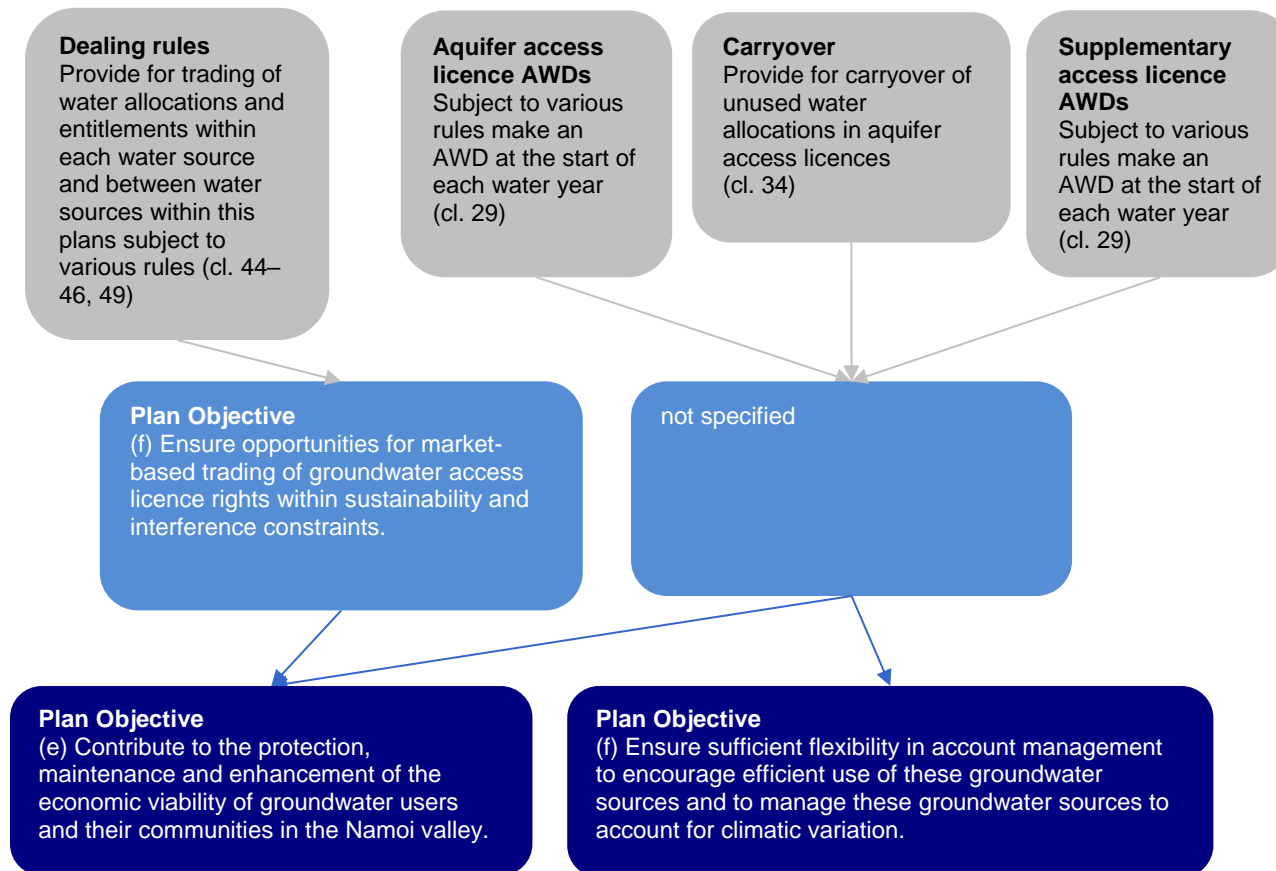 Dealing rules
Provide for trading of
water allocations and
entitlements within
each water source
and between water
sources within this
plans subject to
various rules (cl. 44–
46, 49)
Aquifer access
licence AWDs
Subject to various
rules make an
AWD at the start of
each water year
(cl. 29)
Carryover
Provide for carryover of
unused water
allocations in aquifer
access licences
(cl. 34)
Supplementary
access licence
AWDs
Subject to various
rules make an
AWD at the start of
each water year
(cl. 29)
Plan Objective
(f) Ensure opportunities for market-
based trading of groundwater access
licence rights within sustainability and
interference constraints.
not specified
Plan Objective
(e) Contribute to the protection,
maintenance and enhancement of the
economic viability of groundwater users
and their communities in the Namoi valley.
Plan Objective
(f) Ensure sufficient flexibility in account management
to encourage efficient use of these groundwater
sources and to manage these groundwater sources to
account for climatic variation.